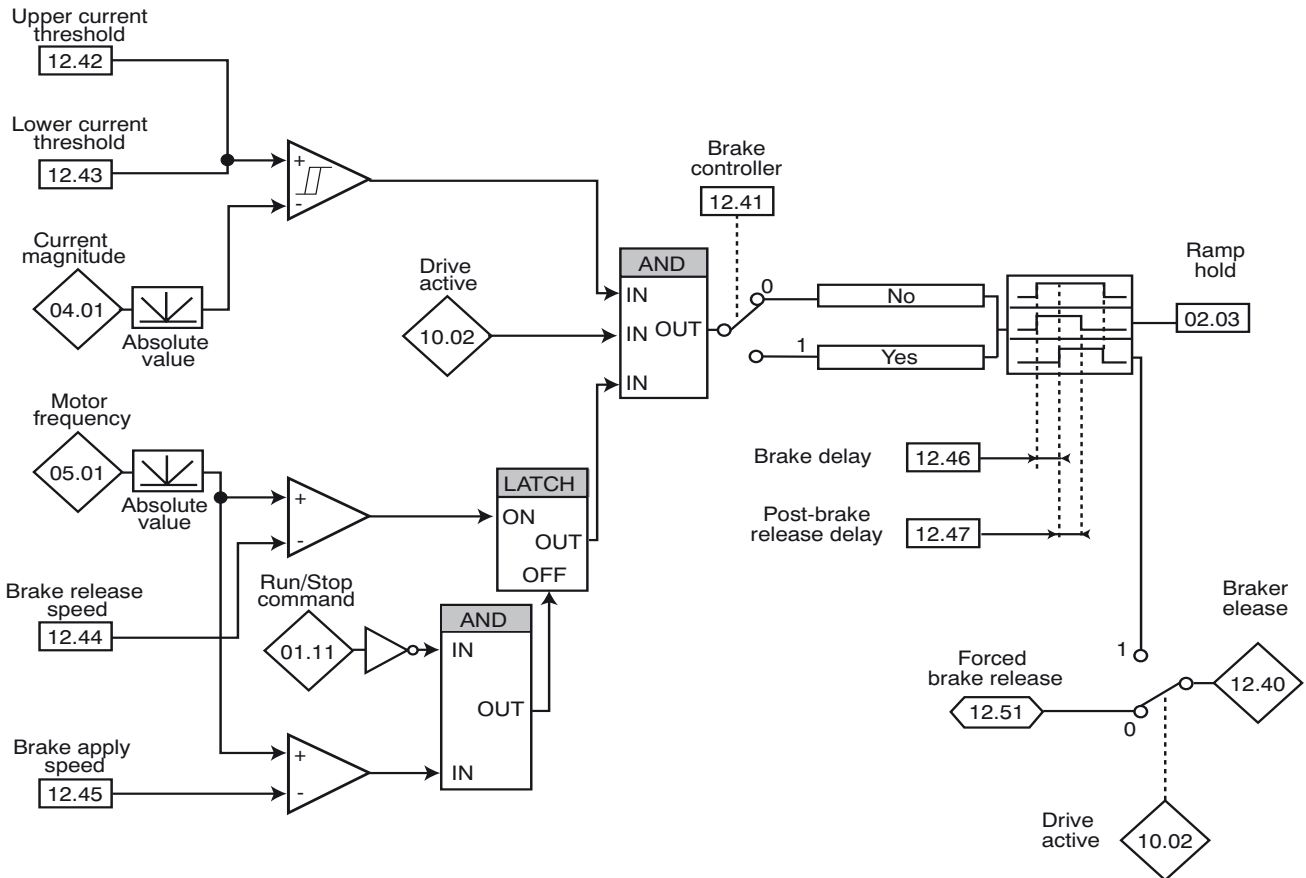 Upper current
threshold
12.42
Lower current
threshold
12.43
+
-
Current
magnitude
04.01
Absolute
value
Drive
active
10.02
AND
IN
IN
OUT
IN
Brake
controller
12.41
0
No
1
Yes
Ramp
hold
02.03
Motor
frequency
05.01
Absolute
value
+
-
LATCH
ON
OUT
OFF
Brake delay
12.46
Post-brake
release delay
12.47
Brake release
speed
12.44
Run/Stop
command
01.11
AND
IN
OUT
IN
Brake apply
speed
12.45
+
-
Forced
brake release
12.51
1
0
Braker
elease
12.40
Drive
active
10.02